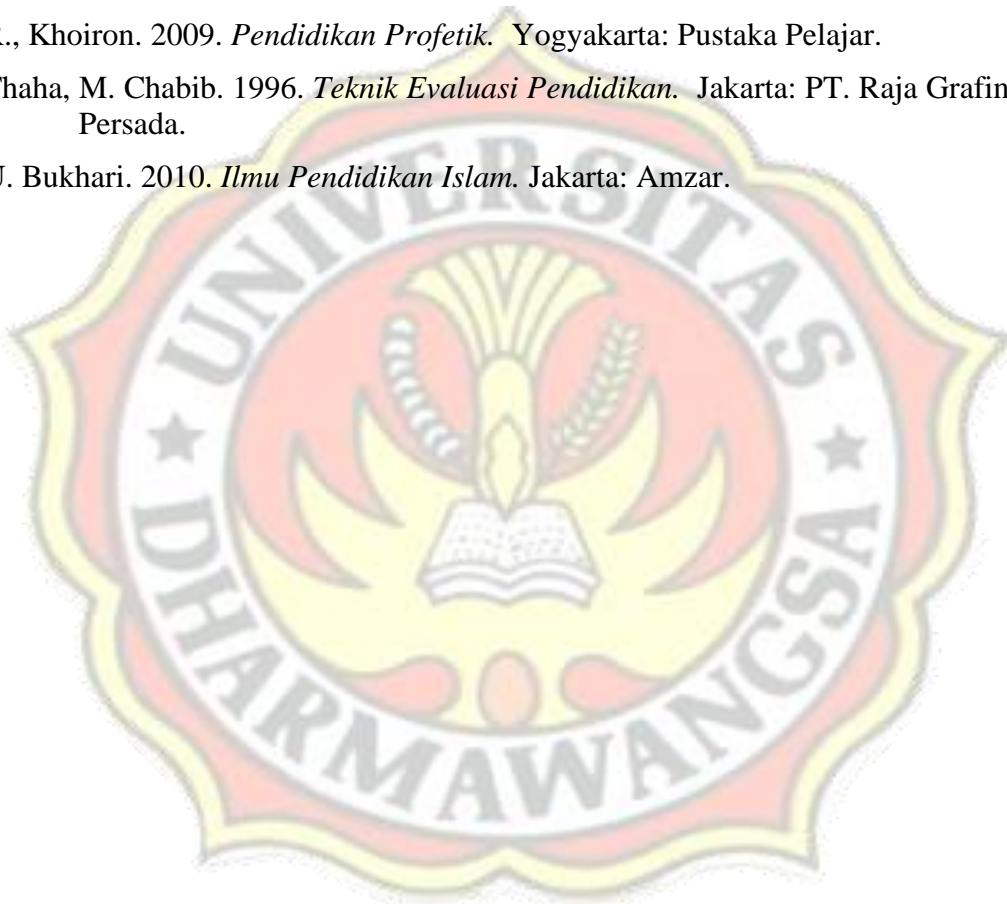 R., Khoiron. 2009. Pendidikan Profetik. Yogyakarta: Pustaka Pelajar.
Thaha, M. Chabib. 1996. Teknik Evaluasi Pendidikan. Jakarta: PT. Raja Grafin
Persada.
U. Bukhari. 2010. Ilmu Pendidikan Islam. Jakarta: Amzar.
UNIVERSITAS
DHARMAWANGSA